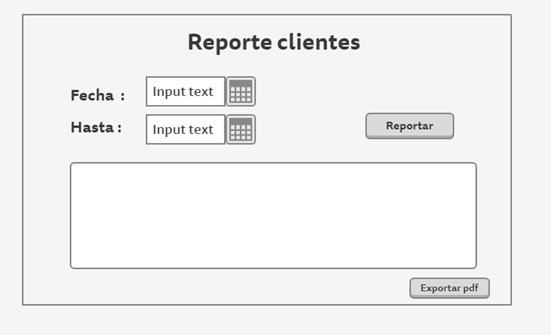 Reporte clientes
Fecha : Input text
Hasta : Input text
Reportar
Exportar pdf